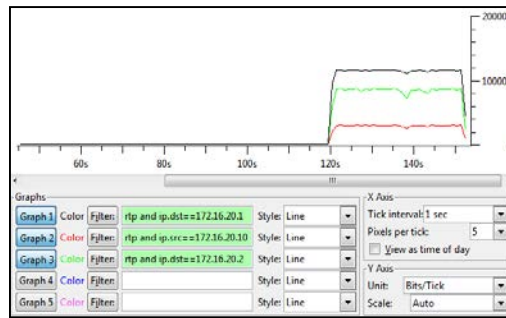 20000
10000
0
60s 80s 100s 120s 140s
Graphs
Graph 1 Color Filter: rtp and ip.dst==172.16.20.1 Style: Line
Graph 2 Color Filter: rtp and ip.src==172.16.20.10 Style: Line
Graph 3 Color Filter: rtp and ip.dst==172.16.20.2 Style: Line
Graph 4 Color Filter: Style: Line
Graph 5 Color Filter: Style: Line
X Axis
Tick interval: 1 sec
Pixels per tick: 5
View as time of day
Y Axis
Unit: Bits/Tick
Scale: Auto